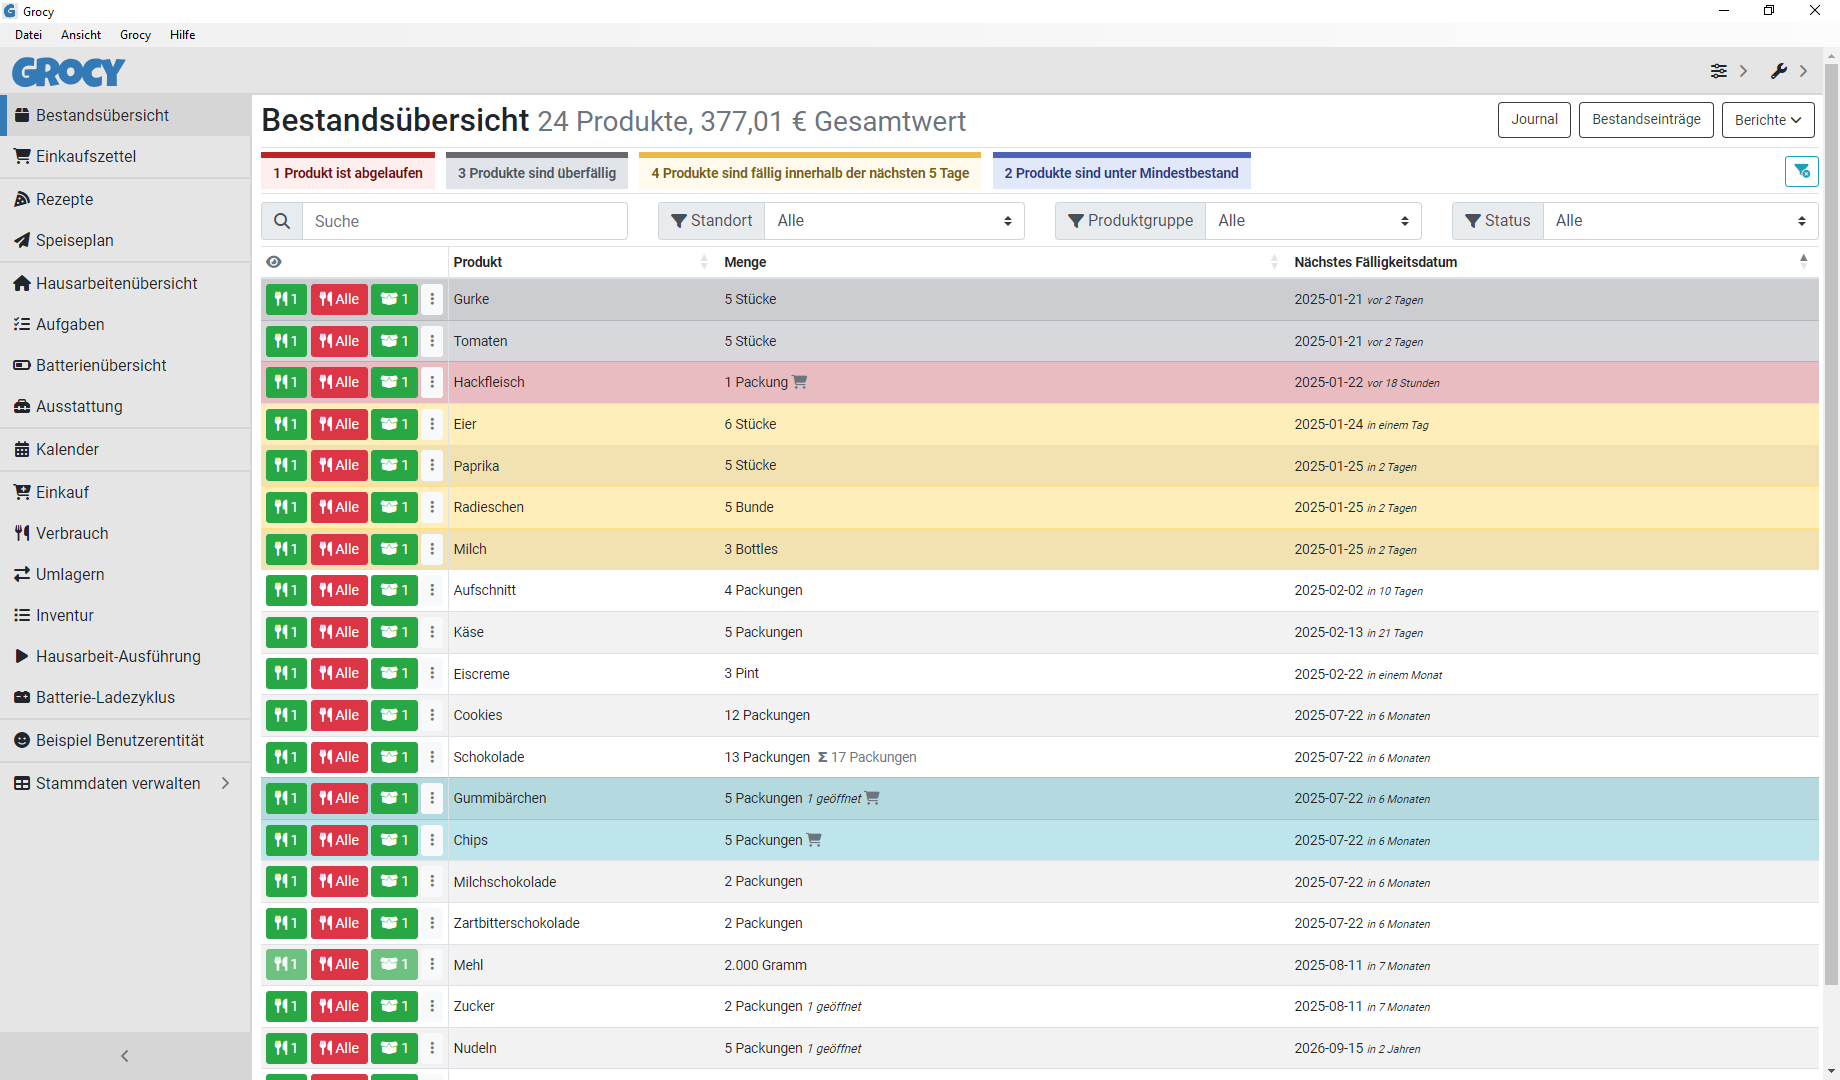 Grocy
Datei Ansicht Grocy Hilfe
GROCY
Bestandsübersicht
Einkaufszettel
Rezepte
Speiseplan
Hausarbeitenübersicht
Aufgaben
Batterienübersicht
Ausstattung
Kalender
Einkauf
Verbrauch
Umlagern
Inventur
Hausarbeit-Ausführung
Batterie-Ladezyklus
Beispiel Benutzerentität
Stammdaten verwalten
Bestandsübersicht 24 Produkte, 377,01 € Gesamtwert
Journal Bestandseinträge Berichte
1 Produkt ist abgelaufen 3 Produkte sind überfällig 4 Produkte sind fällig innerhalb der nächsten 5 Tage 2 Produkte sind unter Mindestbestand
Suche Standort Alle Produktgruppe Alle Status Alle
Produkt Menge Nächstes Fälligkeitsdatum
1 Alle 1 Gurke 5 Stücke 2025-01-21 vor 2 Tagen
1 Alle 1 Tomaten 5 Stücke 2025-01-21 vor 2 Tagen
1 Alle 1 Hackfleisch 1 Packung 2025-01-22 vor 18 Stunden
1 Alle 1 Eier 6 Stücke 2025-01-24 in einem Tag
1 Alle 1 Paprika 5 Stücke 2025-01-25 in 2 Tagen
1 Alle 1 Radieschen 5 Bunde 2025-01-25 in 2 Tagen
1 Alle 1 Milch 3 Bottles 2025-01-25 in 2 Tagen
1 Alle 1 Aufschnitt 4 Packungen 2025-02-02 in 10 Tagen
1 Alle 1 Käse 5 Packungen 2025-02-13 in 21 Tagen
1 Alle 1 Eiscreme 3 Pint 2025-02-22 in einem Monat
1 Alle 1 Cookies 12 Packungen 2025-07-22 in 6 Monaten
1 Alle 1 Schokolade 13 Packungen Σ 17 Packungen 2025-07-22 in 6 Monaten
1 Alle 1 Gummibärchen 5 Packungen 1 geöffnet 2025-07-22 in 6 Monaten
1 Alle 1 Chips 5 Packungen 2025-07-22 in 6 Monaten
1 Alle 1 Milchschokolade 2 Packungen 2025-07-22 in 6 Monaten
1 Alle 1 Zartbitterschokolade 2 Packungen 2025-07-22 in 6 Monaten
1 Alle 1 Mehl 2.000 Gramm 2025-08-11 in 7 Monaten
1 Alle 1 Zucker 2 Packungen 1 geöffnet 2025-08-11 in 7 Monaten
1 Alle 1 Nudeln 5 Packungen 1 geöffnet 2026-09-15 in 2 Jahren